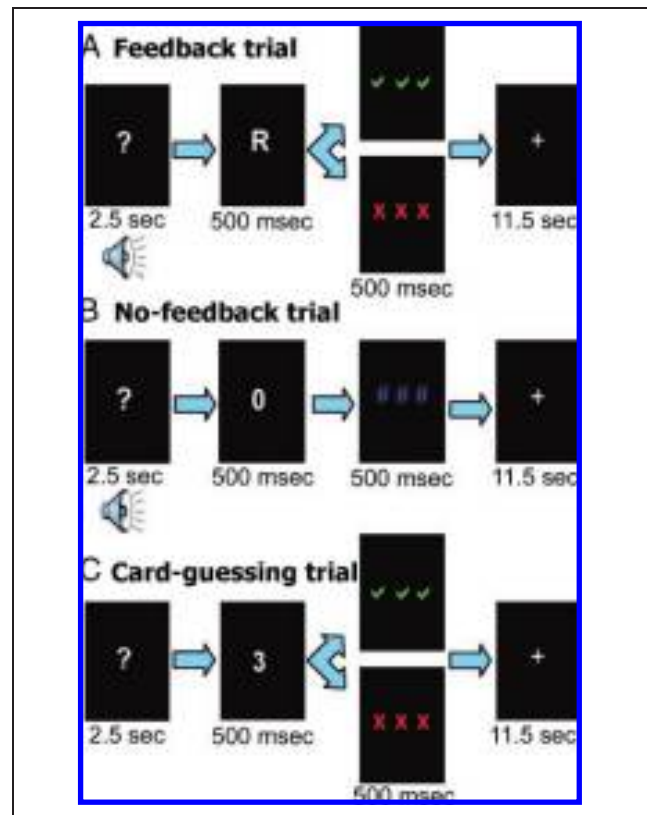 A Feedback trial
✓ ✓ ✓
? R +
X X X
2.5 sec 500 msec 11.5 sec
500 msec
B No-feedback trial
? 0 # # # +
2.5 sec 500 msec 500 msec 11.5 sec
C Card-guessing trial
✓ ✓ ✓
? 3 +
X X X
2.5 sec 500 msec 11.5 sec
500 msec